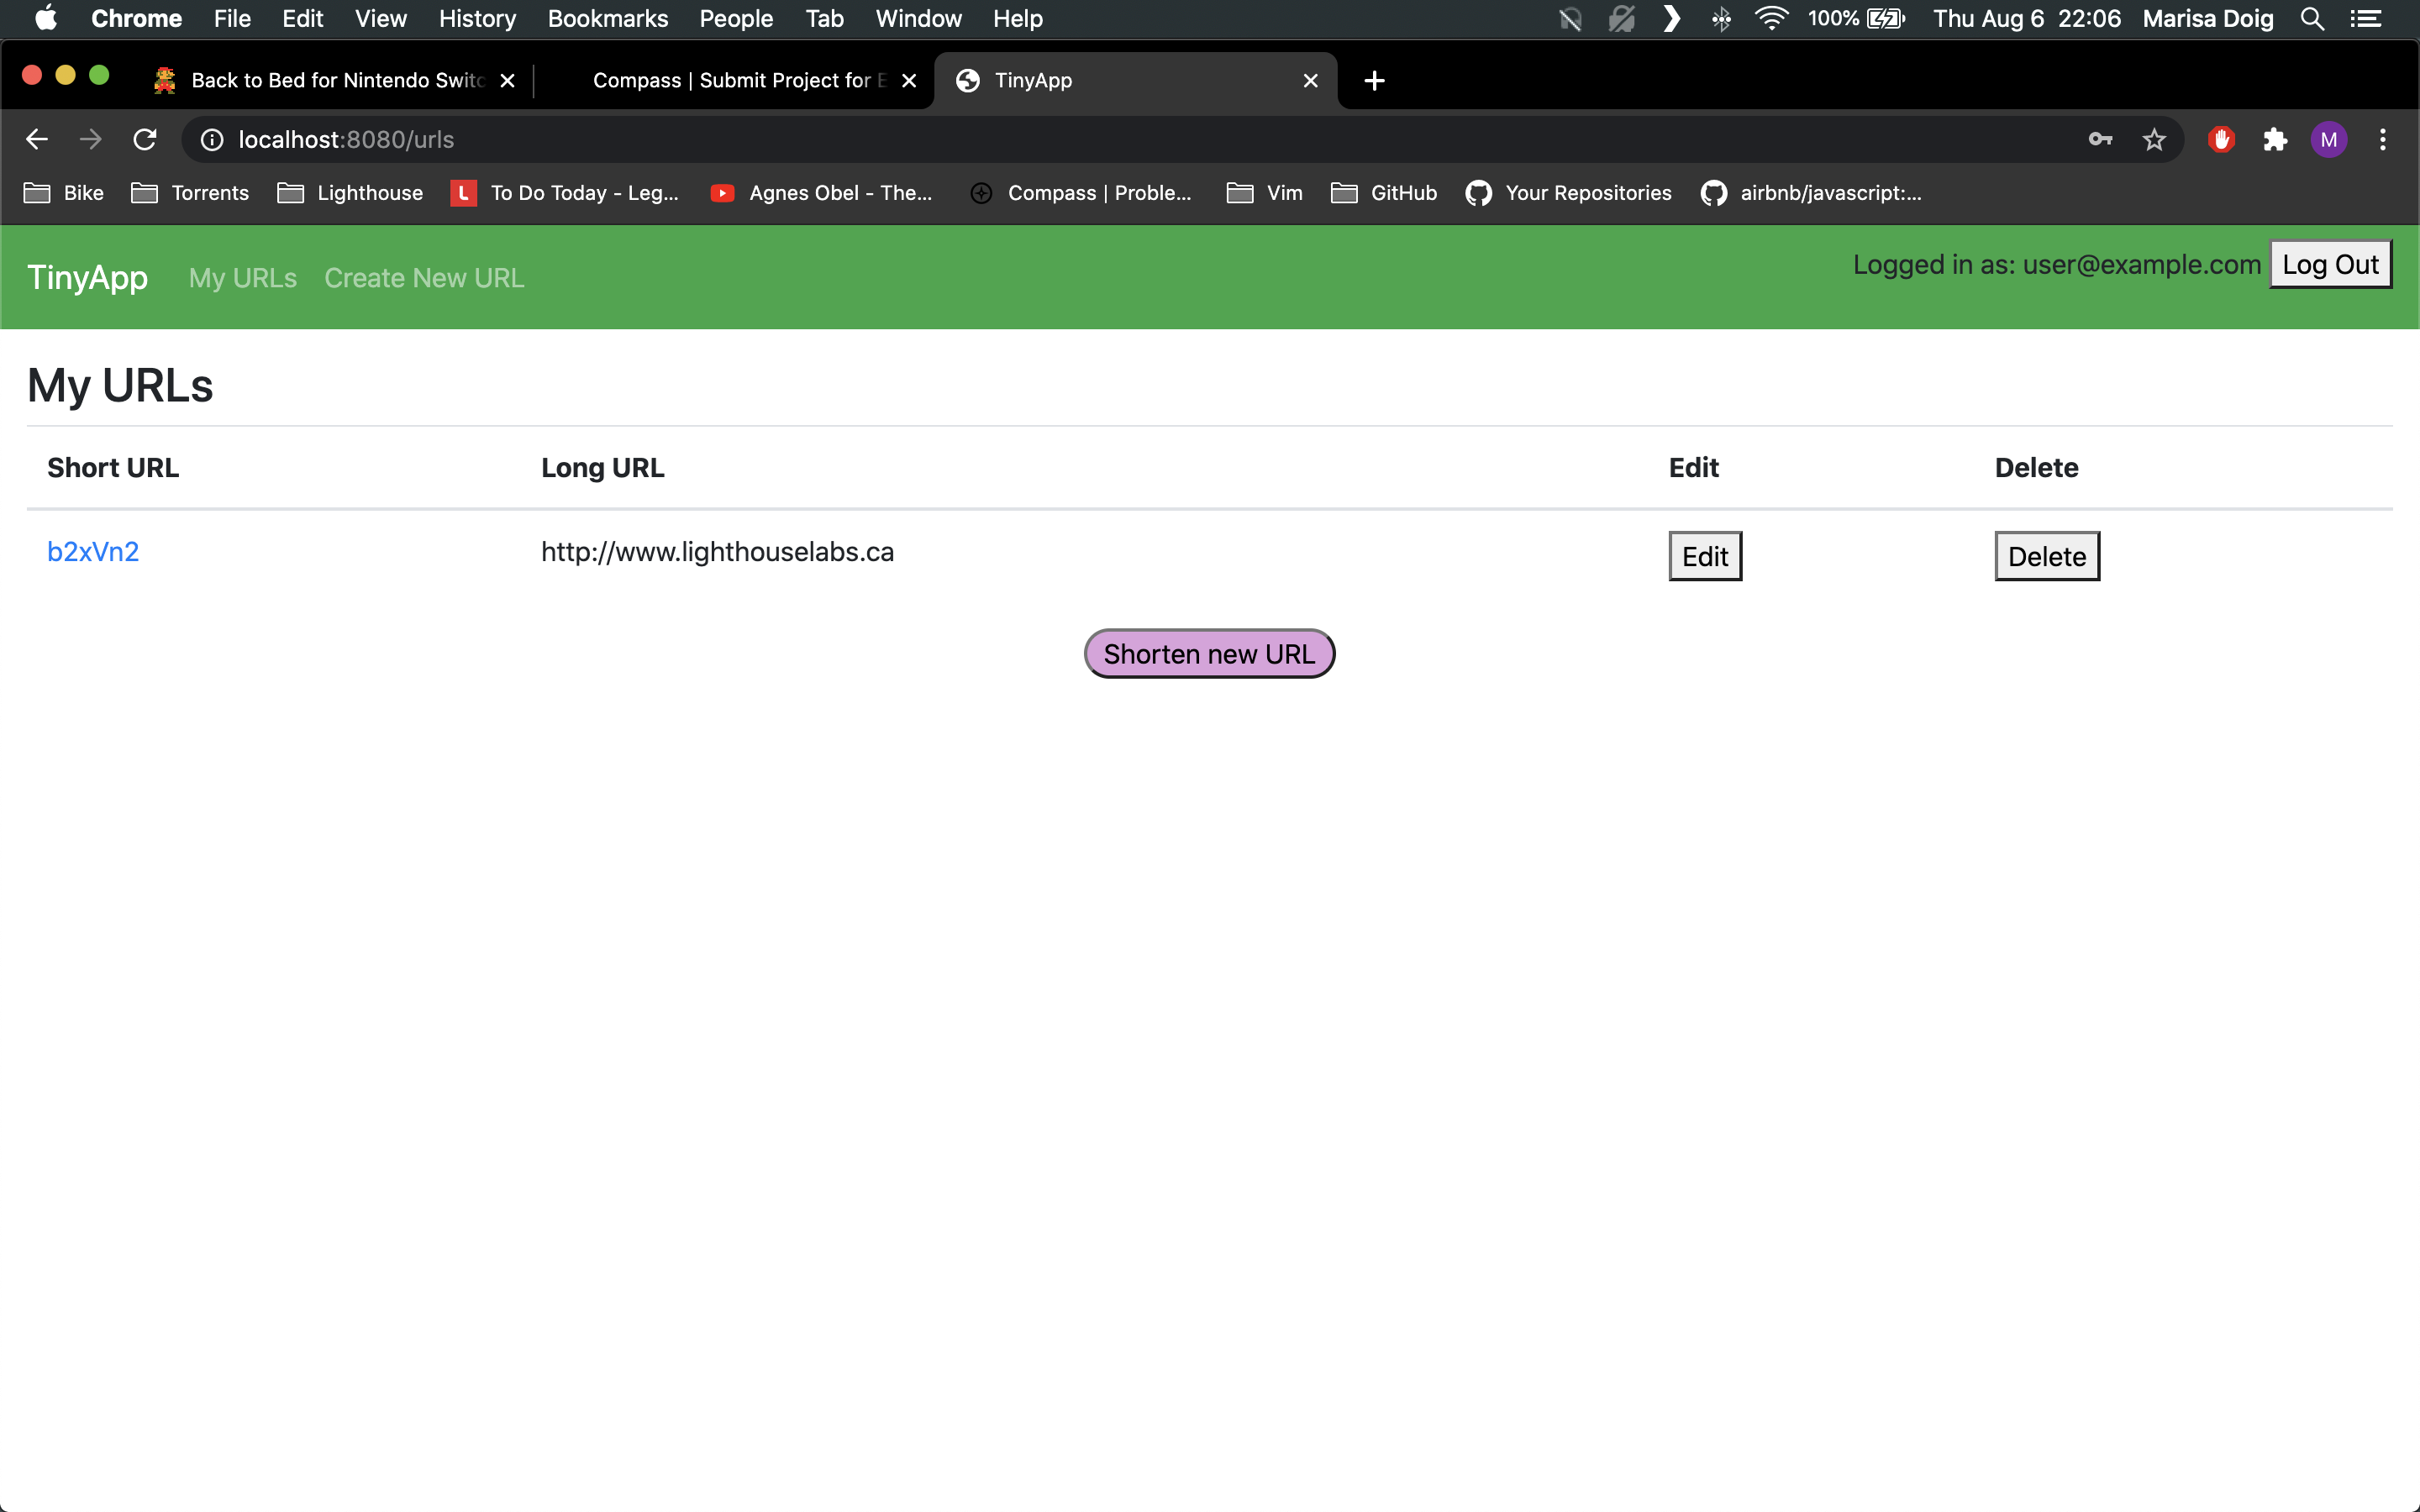 Chrome File Edit View History Bookmarks People Tab Window Help 100% Thu Aug 6 22:06 Marisa Doig
Back to Bed for Nintendo Switc Compass | Submit Project for E TinyApp
localhost:8080/urls M
Bike Torrents Lighthouse L To Do Today - Leg... Agnes Obel - The... Compass | Proble... Vim GitHub Your Repositories airbnb/javascript:...
TinyApp My URLs Create New URL Logged in as: user@example.com Log Out
My URLs
Short URL Long URL Edit Delete
b2xVn2 http://www.lighthouselabs.ca Edit Delete
Shorten new URL